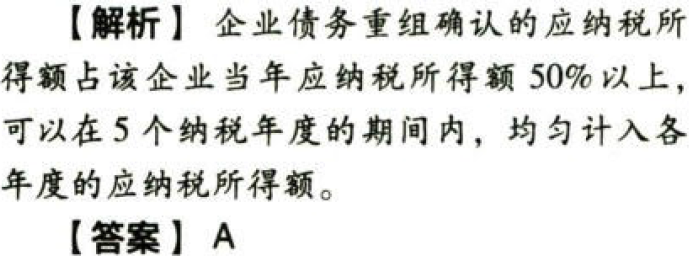 【解析】 企业债务重组确认的应纳税所
得额占该企业当年应纳税所得额 50% 以上，
可以在 5 个纳税年度的期间内，均匀计入各
年度的应纳税所得额。
【答案】 A